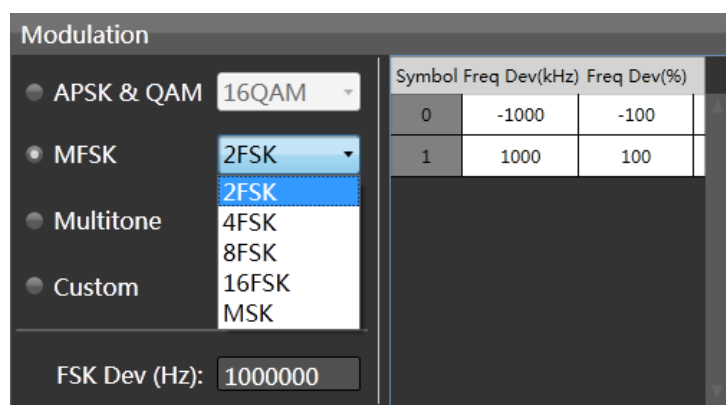 Modulation
APSK & QAM 16QAM
MFSK 2FSK
2FSK
Multitone 4FSK
8FSK
Custom 16FSK
MSK
FSK Dev (Hz): 1000000
Symbol Freq Dev(kHz) Freq Dev(%)
0 -1000 -100
1 1000 100